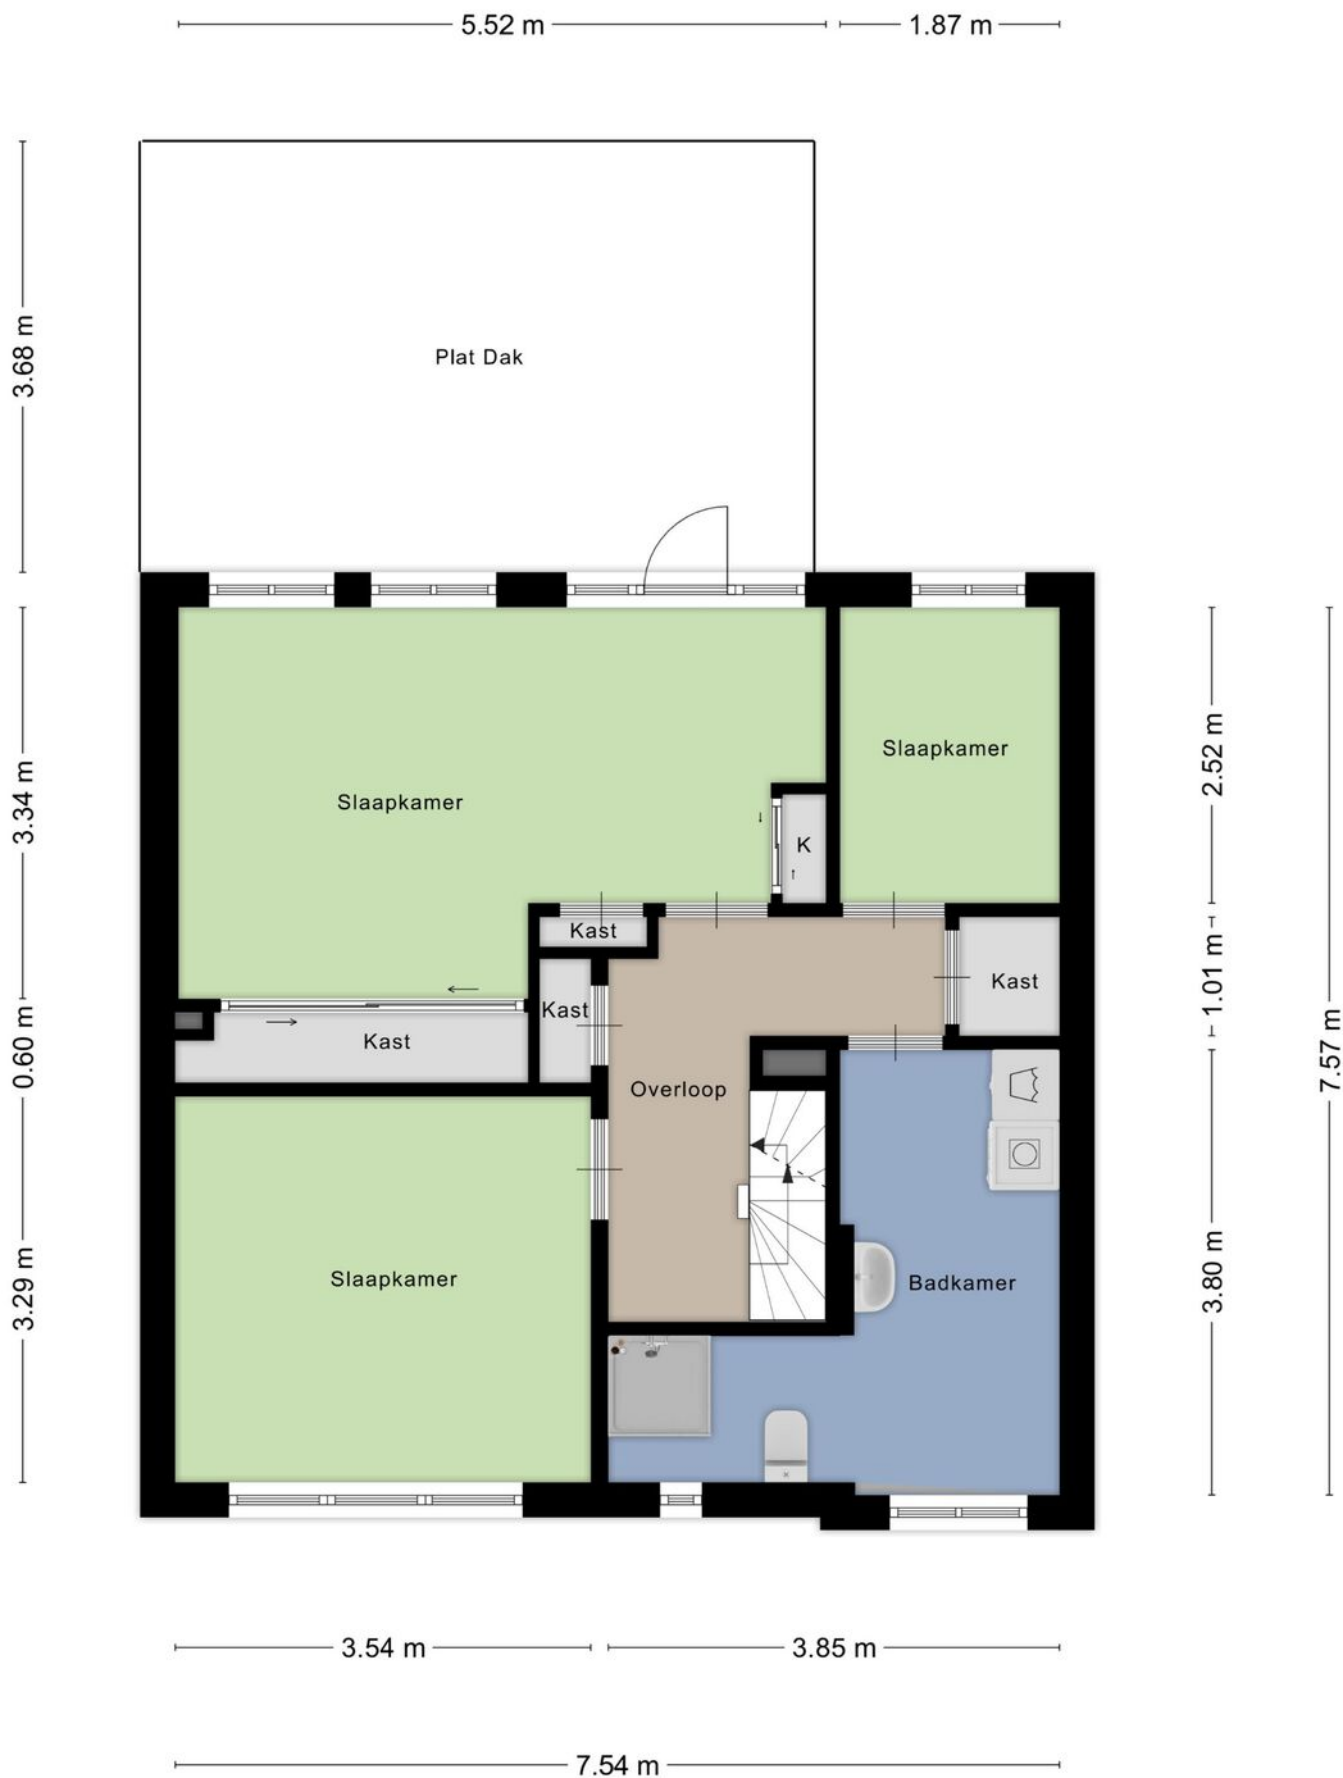 5.52 m
1.87 m
3.68 m
Plat Dak
3.34 m
2.52 m
Slaapkamer
Slaapkamer
K
Kast
1.01 m
Kast
Kast
Kast
0.60 m
7.57 m
Overloop
3.29 m
3.80 m
Slaapkamer
Badkamer
3.54 m
3.85 m
7.54 m